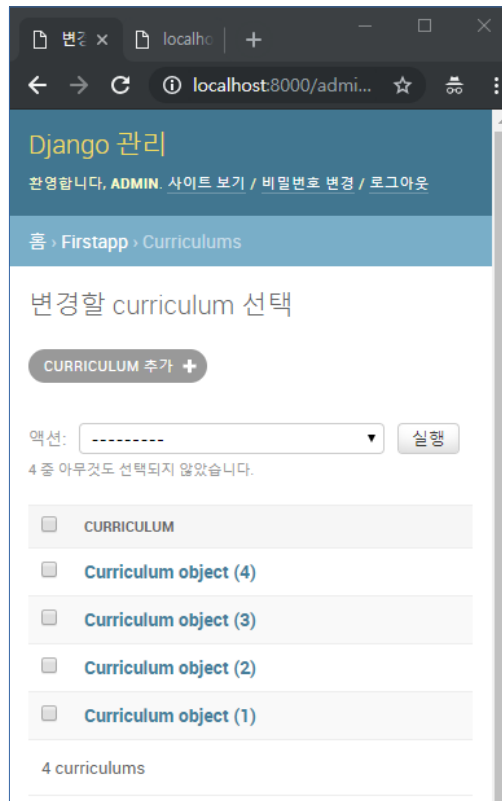 변경
localho
localhost:8000/admi...
Django 관리
환영합니다, ADMIN. 사이트 보기 / 비밀번호 변경 / 로그아웃
홈 › Firstapp › Curriculums
변경할 curriculum 선택
CURRICULUM 추가 +
액션: --------- 실행
4 중 아무것도 선택되지 않았습니다.
CURRICULUM
Curriculum object (4)
Curriculum object (3)
Curriculum object (2)
Curriculum object (1)
4 curriculums